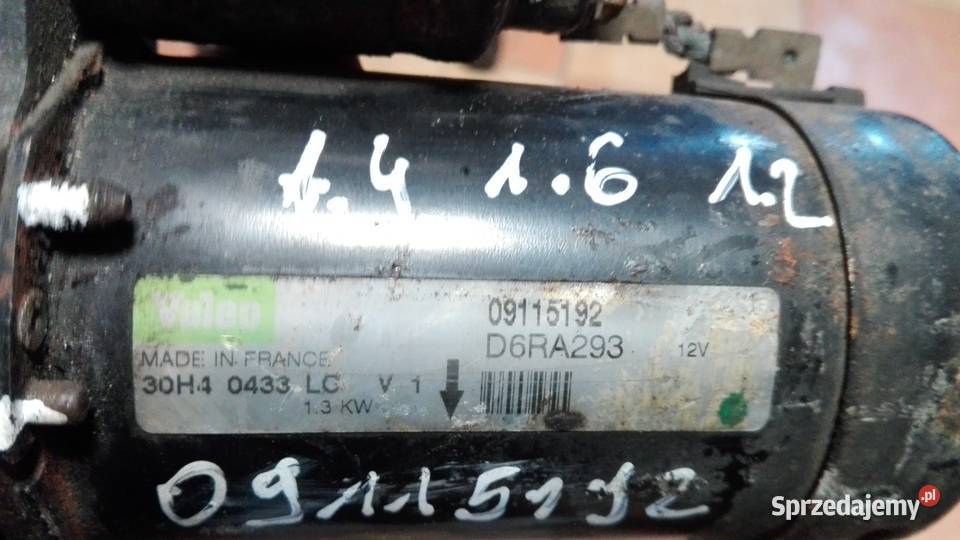 1.4 1.6 1.2
Valeo
09115192
D6RA293 12V
MADE IN FRANCE
30H4 0433 LC V 1
1.3 KW
09115192
Sprzedajemy.pl